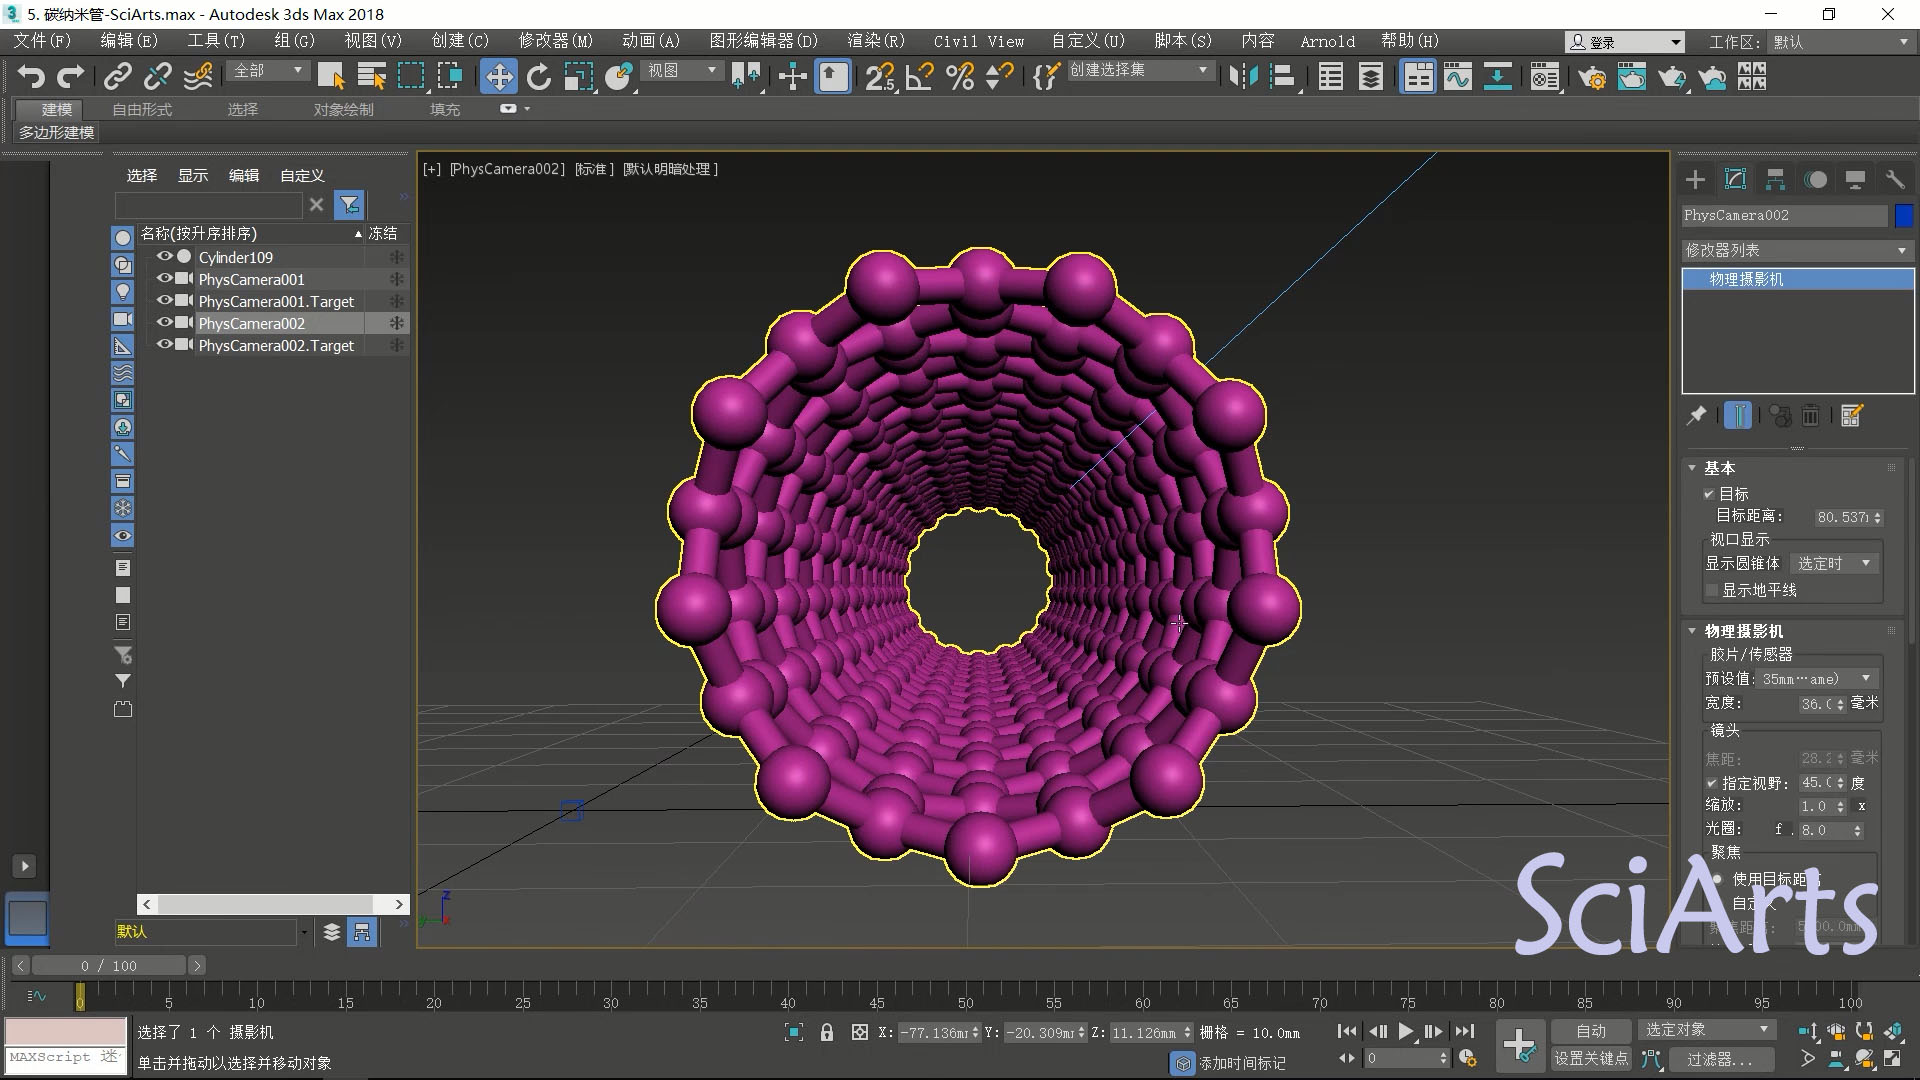 5. 碳纳米管-SciArts.max - Autodesk 3ds Max 2018
文件(F) 编辑(E) 工具(T) 组(G) 视图(V) 创建(C) 修改器(M) 动画(A) 图形编辑器(D) 渲染(R) Civil View 自定义(U) 脚本(S) 内容 Arnold 帮助(H) 登录 工作区: 默认
全部 视图 创建选择集
建模 自由形式 选择 对象绘制 填充
多边形建模
选择 显示 编辑 自定义
[+] [PhysCamera002] [标准] [默认明暗处理]
名称(按升序排序) 冻结
Cylinder109
PhysCamera001
PhysCamera001.Target
PhysCamera002
PhysCamera002.Target
PhysCamera002
修改器列表
物理摄影机
基本
目标
目标距离: 80.537
视口显示
显示圆锥体 选定时
显示地平线
物理摄影机
胶片/传感器
预设值: 35mm…ame)
宽度: 36. 毫米
镜头
焦距: 28.2 毫米
指定视野: 45. 度
缩放: 1.0 x
光圈: f 8.0
聚焦
使用目标距
SciArts
默认
0 / 100
0 5 10 15 20 25 30 35 40 45 50 55 60 65 70 75 80 85 90 95 100
选择了 1 个 摄影机
X: -77.136m Y: -20.309m Z: 11.126mm 栅格 = 10.0mm
自动 选定对象
MAXScript 迷
单击并拖动以选择并移动对象
添加时间标记
0
设置关键点 过滤器...